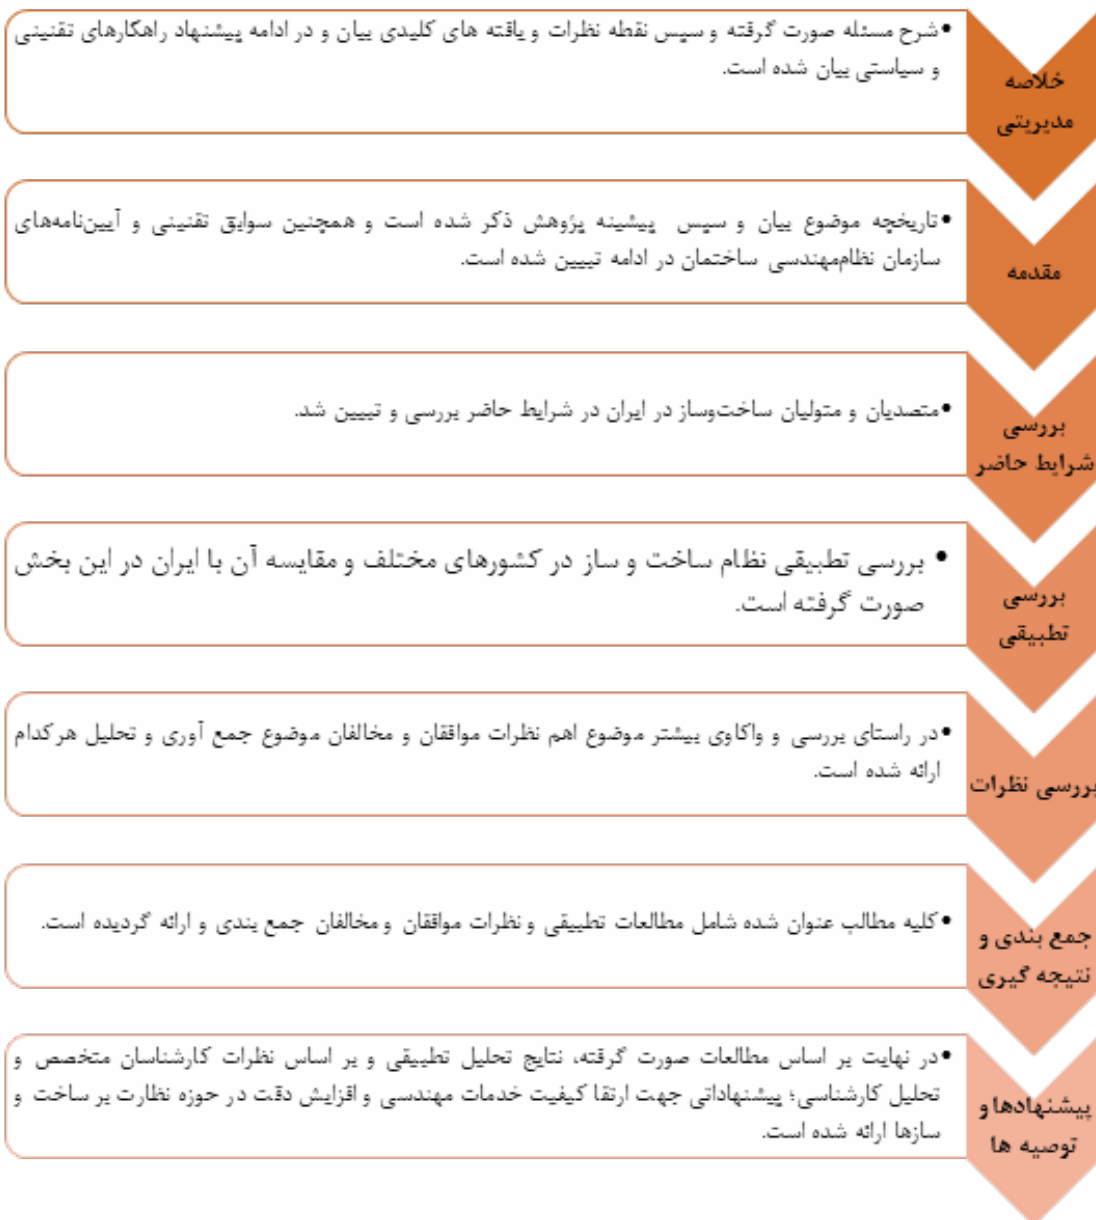 خلاصه
مدیریتی
•شرح مسئله صورت گرفته و سپس نقطه نظرات و یافته های کلیدی بیان و در ادامه پیشنهاد راهکارهای تقنینی
و سیاستی بیان شده است.
مقدمه
•تاریخچه موضوع بیان و سپس پیشینه پژوهش ذکر شده است و همچنین سوابق تقنینی و آیین‌نامه‌های
سازمان نظام‌مهندسی ساختمان در ادامه تبیین شده است.
بررسی
شرایط حاضر
•متصدیان و متولیان ساخت‌وساز در ایران در شرایط حاضر بررسی و تبیین شد.
بررسی
تطبیقی
• بررسی تطبیقی نظام ساخت و ساز در کشورهای مختلف و مقایسه آن با ایران در این بخش
صورت گرفته است.
بررسی نظرات
•در راستای بررسی و واکاوی بیشتر موضوع اهم نظرات موافقان و مخالفان موضوع جمع آوری و تحلیل هرکدام
ارائه شده است.
جمع بندی و
نتیجه گیری
•کلیه مطالب عنوان شده شامل مطالعات تطبیقی و نظرات موافقان و مخالفان جمع بندی و ارائه گردیده است.
پیشنهادها و
توصیه ها
•در نهایت بر اساس مطالعات صورت گرفته، نتایج تحلیل تطبیقی و بر اساس نظرات کارشناسان متخصص و
تحلیل کارشناسی؛ پیشنهاداتی جهت ارتقا کیفیت خدمات مهندسی و افزایش دقت در حوزه نظارت بر ساخت و
سازها ارائه شده است.